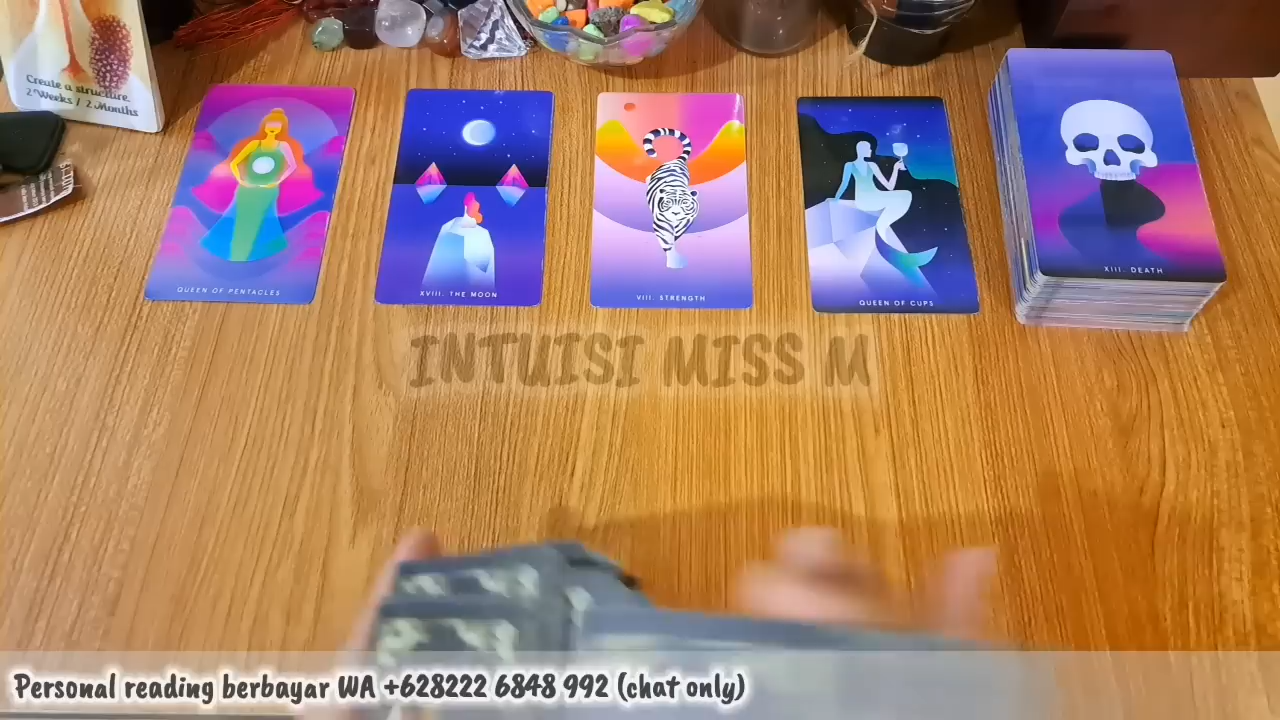 Create a structure.
2 Weeks / 2 Months
QUEEN OF PENTACLES
XVIII. THE MOON
VIII. STRENGTH
QUEEN OF CUPS
XIII. DEATH
INTUISI MISS M
Personal reading berbayar WA +628222 6848 992 (chat only)